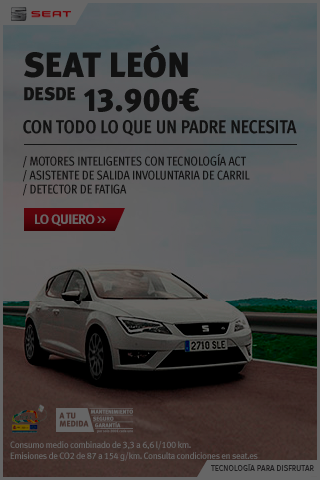 SEAT
SEAT LEÓN
DESDE 13.900€
CON TODO LO QUE UN PADRE NECESITA
/ MOTORES INTELIGENTES CON TECNOLOGÍA ACT
/ ASISTENTE DE SALIDA INVOLUNTARIA DE CARRIL
/ DETECTOR DE FATIGA
LO QUIERO >>
2710 SLE
A TU MEDIDA
MANTENIMIENTO
SEGURO
GARANTÍA
Consumo medio combinado de 3,3 a 6,6 l/100 km.
Emisiones de CO2 de 87 a 154 g/km. Consulta condiciones en seat.es
TECNOLOGÍA PARA DISFRUTAR